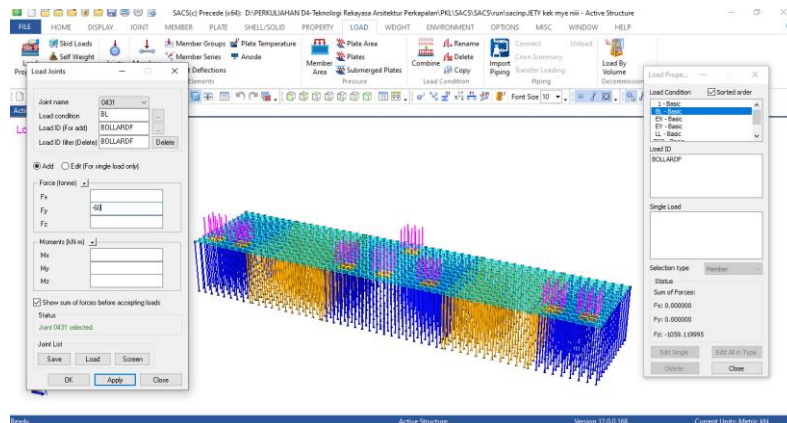 SACS(c) Precede (x64): D:\PERKULIAHAN D4-Teknologi Rekayasa Arsitektur Perkapalan\PKL\SACS\SACS\run\sacinp.JETY kek mye niii - Active Structure
FILE HOME DISPLAY JOINT MEMBER PLATE SHELL/SOLID PROPERTY LOAD WEIGHT ENVIRONMENT OPTIONS MISC WINDOW HELP
Skid Loads
Self Weight
Member Groups
Member Series
Deflections
Plate Temperature
Anode
Elements
Member Area
Plate Area
Plates
Submerged Plates
Pressure
Combine
Rename
Delete
Copy
Load Condition
Import Piping
Connect
Cross Summary
Transfer Loading
Unload
Piping
Load By Volume
Font Size 10
Load Joints
Joint name 0431
Load condition BL
Load ID (For add) BOLLARDF
Load ID filter (Delete) BOLLARDF Delete
Add Edit (For single load only)
Force (tonne)
Fx
Fy -60
Fz
Moments (kN-m)
Mx
My
Mz
Show sum of forces before accepting loads
Status
Joint 0431 selected.
Joint List
Save Load Screen
OK Apply Close
Load Condition Sorted order
BL - Basic
EX - Basic
EY - Basic
LL - Basic
Load ID
BOLLARDF
Single Load
Selection type Member
Status
Sum of Forces:
Fx: 0.000000
Fy: 0.000000
Fz: -1059.119995
Edit Single Edit All in Type
Delete Close
Ready Active Structure Version 12.0.0.168 Current Units: Metric kN